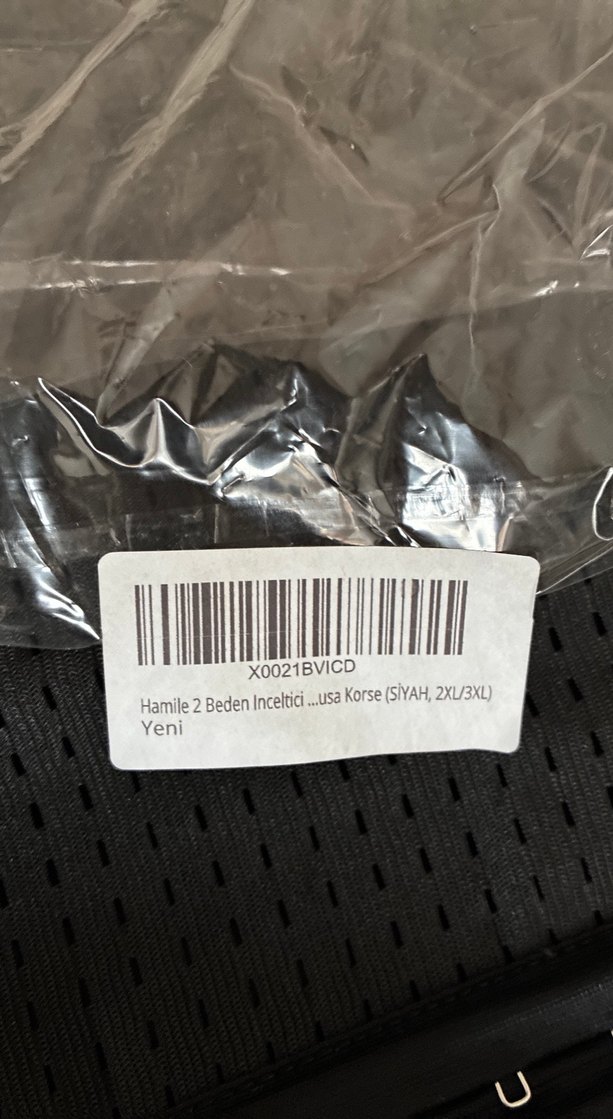 X0021BVICD
Hamile 2 Beden Inceltici ...usa Korse (SİYAH, 2XL/3XL)
Yeni